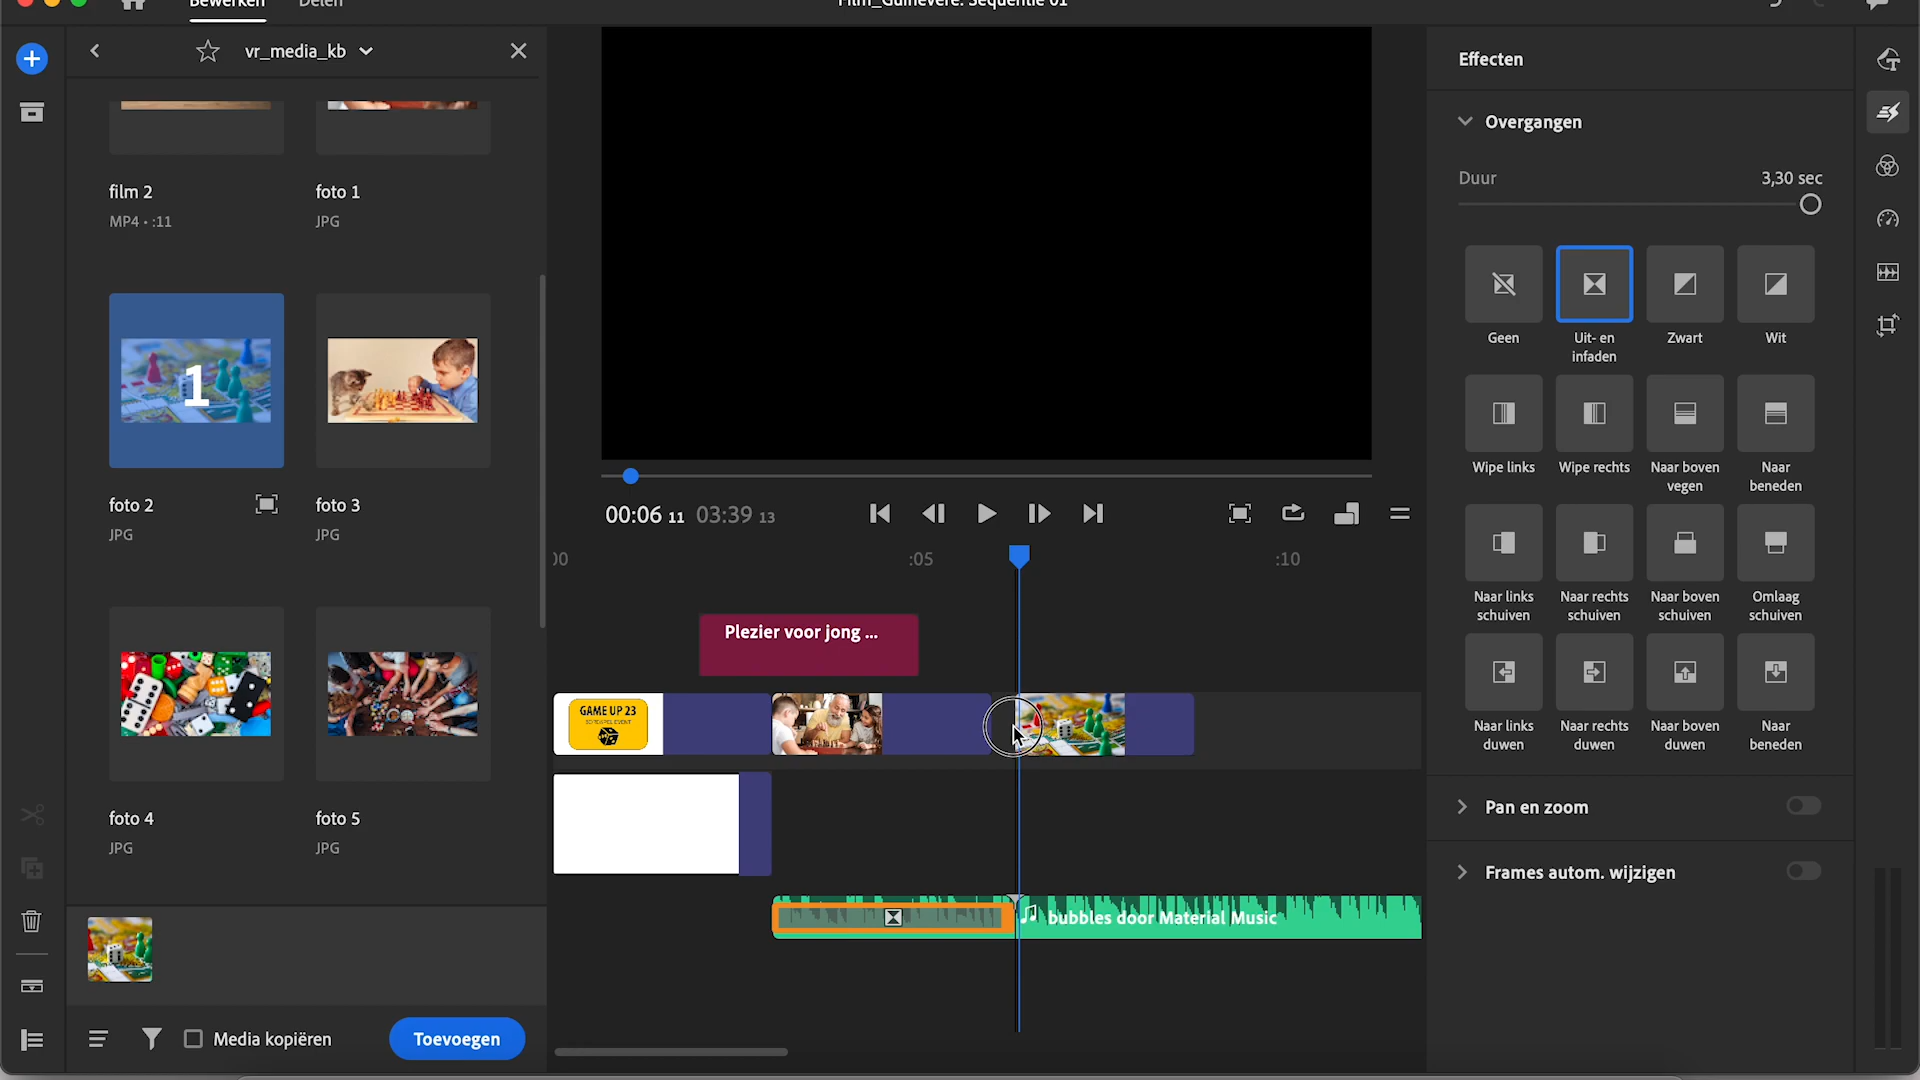 Bewerken
Delen
Film_Guinevere: Sequentie 01
vr_media_kb
Effecten
Overgangen
Duur
3,30 sec
film 2
MP4 • :11
foto 1
JPG
1
foto 2
JPG
foto 3
JPG
foto 4
JPG
foto 5
JPG
Media kopiëren
Toevoegen
00:06 11
03:39 13
00
:05
:10
Plezier voor jong ...
GAME UP 23
bubbles door Material Music
Geen
Uit- en
infaden
Zwart
Wit
Wipe links
Wipe rechts
Naar boven
vegen
Naar
beneden
Naar links
schuiven
Naar rechts
schuiven
Naar boven
schuiven
Omlaag
schuiven
Naar links
duwen
Naar rechts
duwen
Naar boven
duwen
Naar
beneden
Pan en zoom
Frames autom. wijzigen